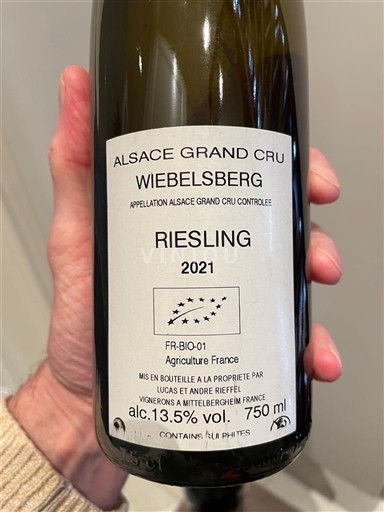 ALSACE GRAND CRU
WIEBELSBERG
APPELLATION ALSACE GRAND CRU CONTROLEE
RIESLING
VINIOU
2021
FR-BIO-01
Agriculture France
MIS EN BOUTEILLE A LA PROPRIETE PAR
LUCAS ET ANDRE RIEFFEL
VIGNERONS A MITTELBERGHEIM FRANCE
alc.13.5% vol. 750 ml
CONTAINS SULPHITES